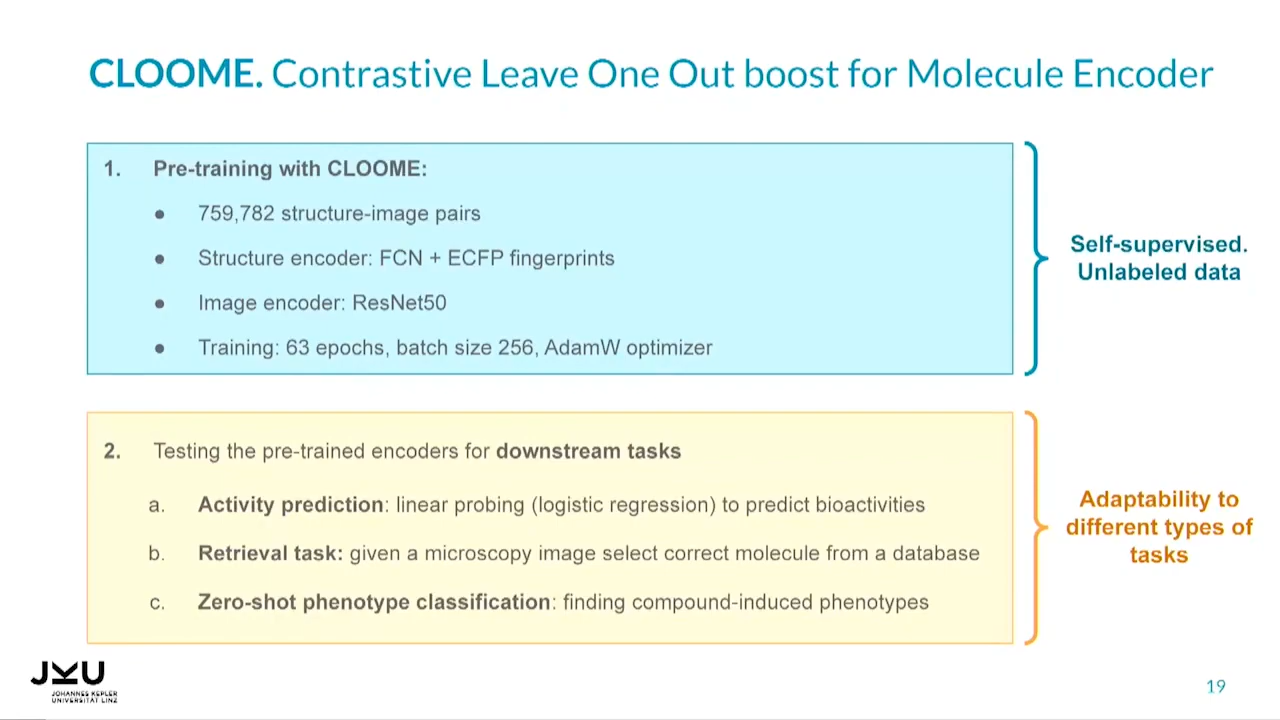 CLOOME. Contrastive Leave One Out boost for Molecule Encoder
1. Pre-training with CLOOME:
● 759,782 structure-image pairs
● Structure encoder: FCN + ECFP fingerprints
● Image encoder: ResNet50
● Training: 63 epochs, batch size 256, AdamW optimizer
Self-supervised.
Unlabeled data
2. Testing the pre-trained encoders for downstream tasks
a. Activity prediction: linear probing (logistic regression) to predict bioactivities
b. Retrieval task: given a microscopy image select correct molecule from a database
c. Zero-shot phenotype classification: finding compound-induced phenotypes
Adaptability to
different types of
tasks
JKU
JOHANNES KEPLER
UNIVERSITÄT LINZ
19